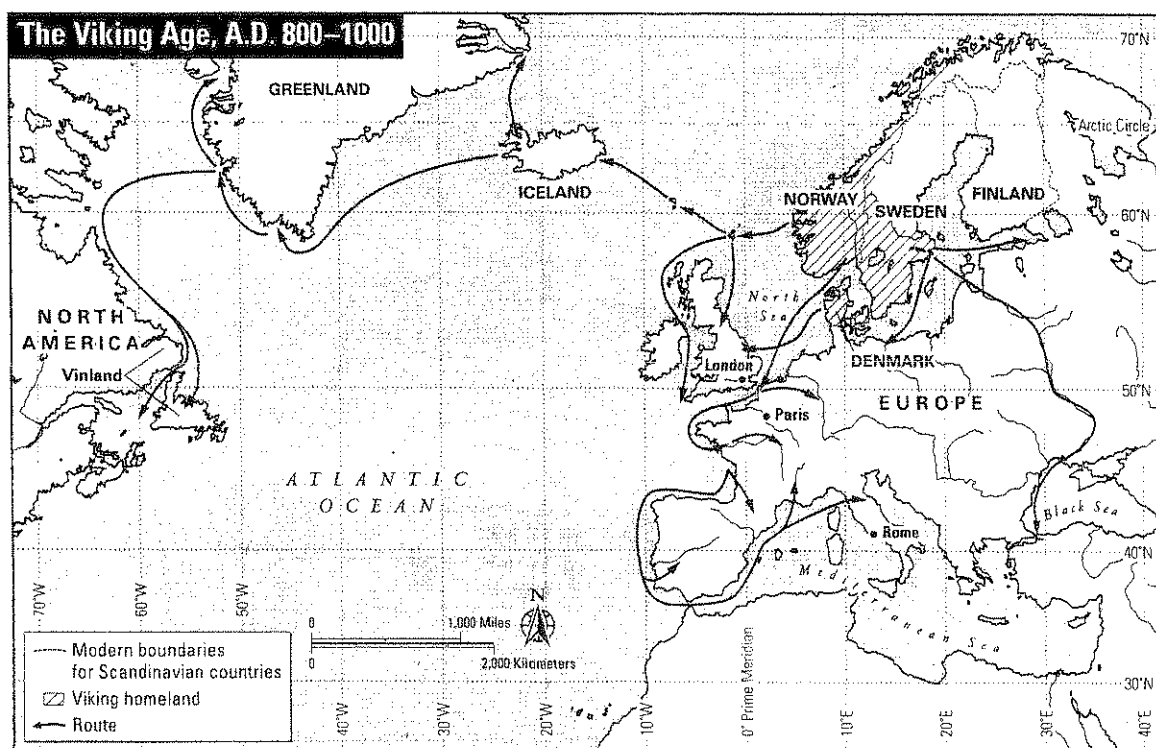 The Viking Age, A.D. 800–1000
70°N
GREENLAND
Arctic Circle
ICELAND
NORWAY
SWEDEN
FINLAND
60°N
North
Sea
NORTH
AMERICA
Vinland
London
DENMARK
50°N
EUROPE
Paris
ATLANTIC
OCEAN
Black Sea
Rome
40°N
Mediterranean Sea
N
0 1,000 Miles
0 2,000 Kilometers
30°N
70°W
60°W
50°W
40°W
30°W
20°W
10°W
0° Prime Meridian
10°E
20°E
30°E
40°E
Modern boundaries
for Scandinavian countries
Viking homeland
Route